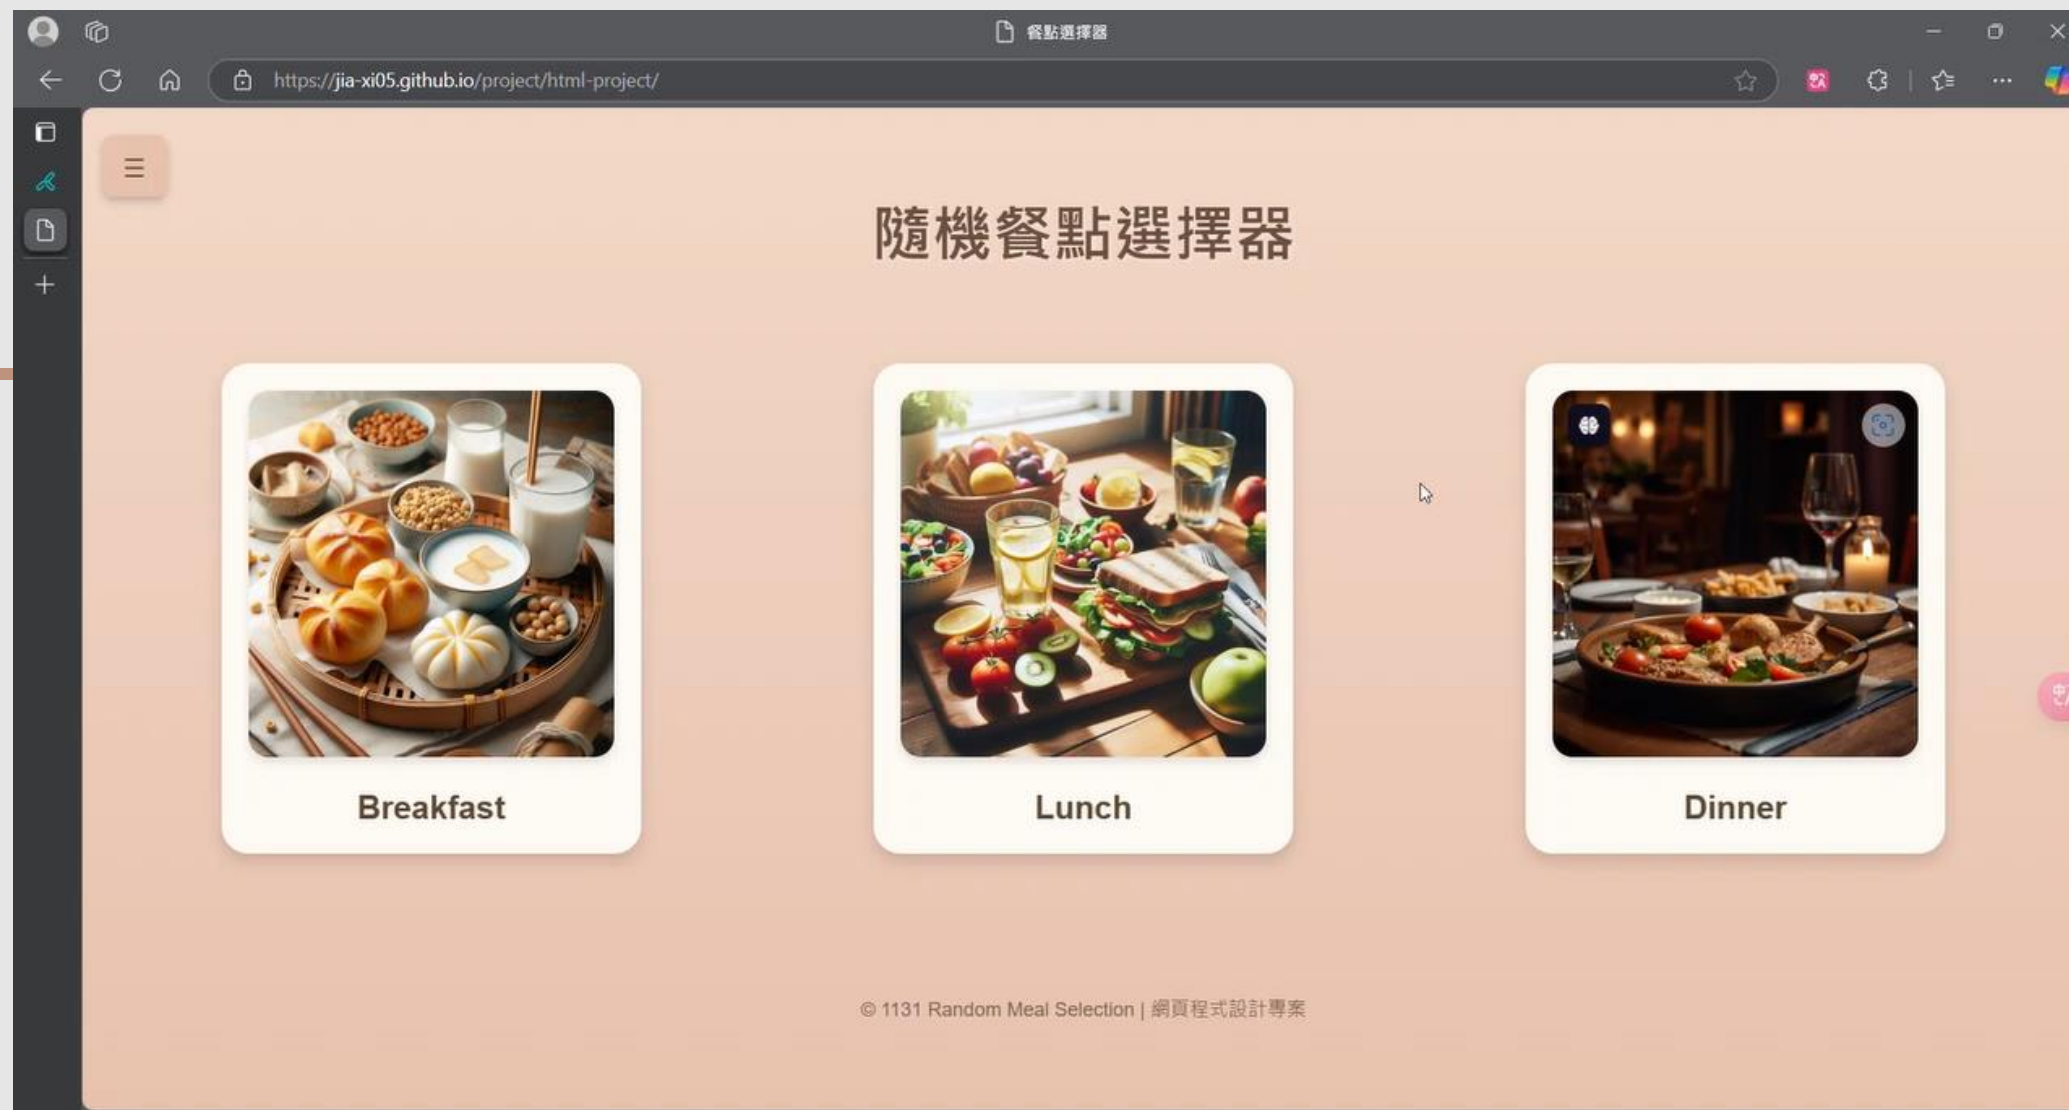 餐點選擇器
https://jia-xi05.github.io/project/html-project/
隨機餐點選擇器
Breakfast
Lunch
Dinner
© 1131 Random Meal Selection | 網頁程式設計專案